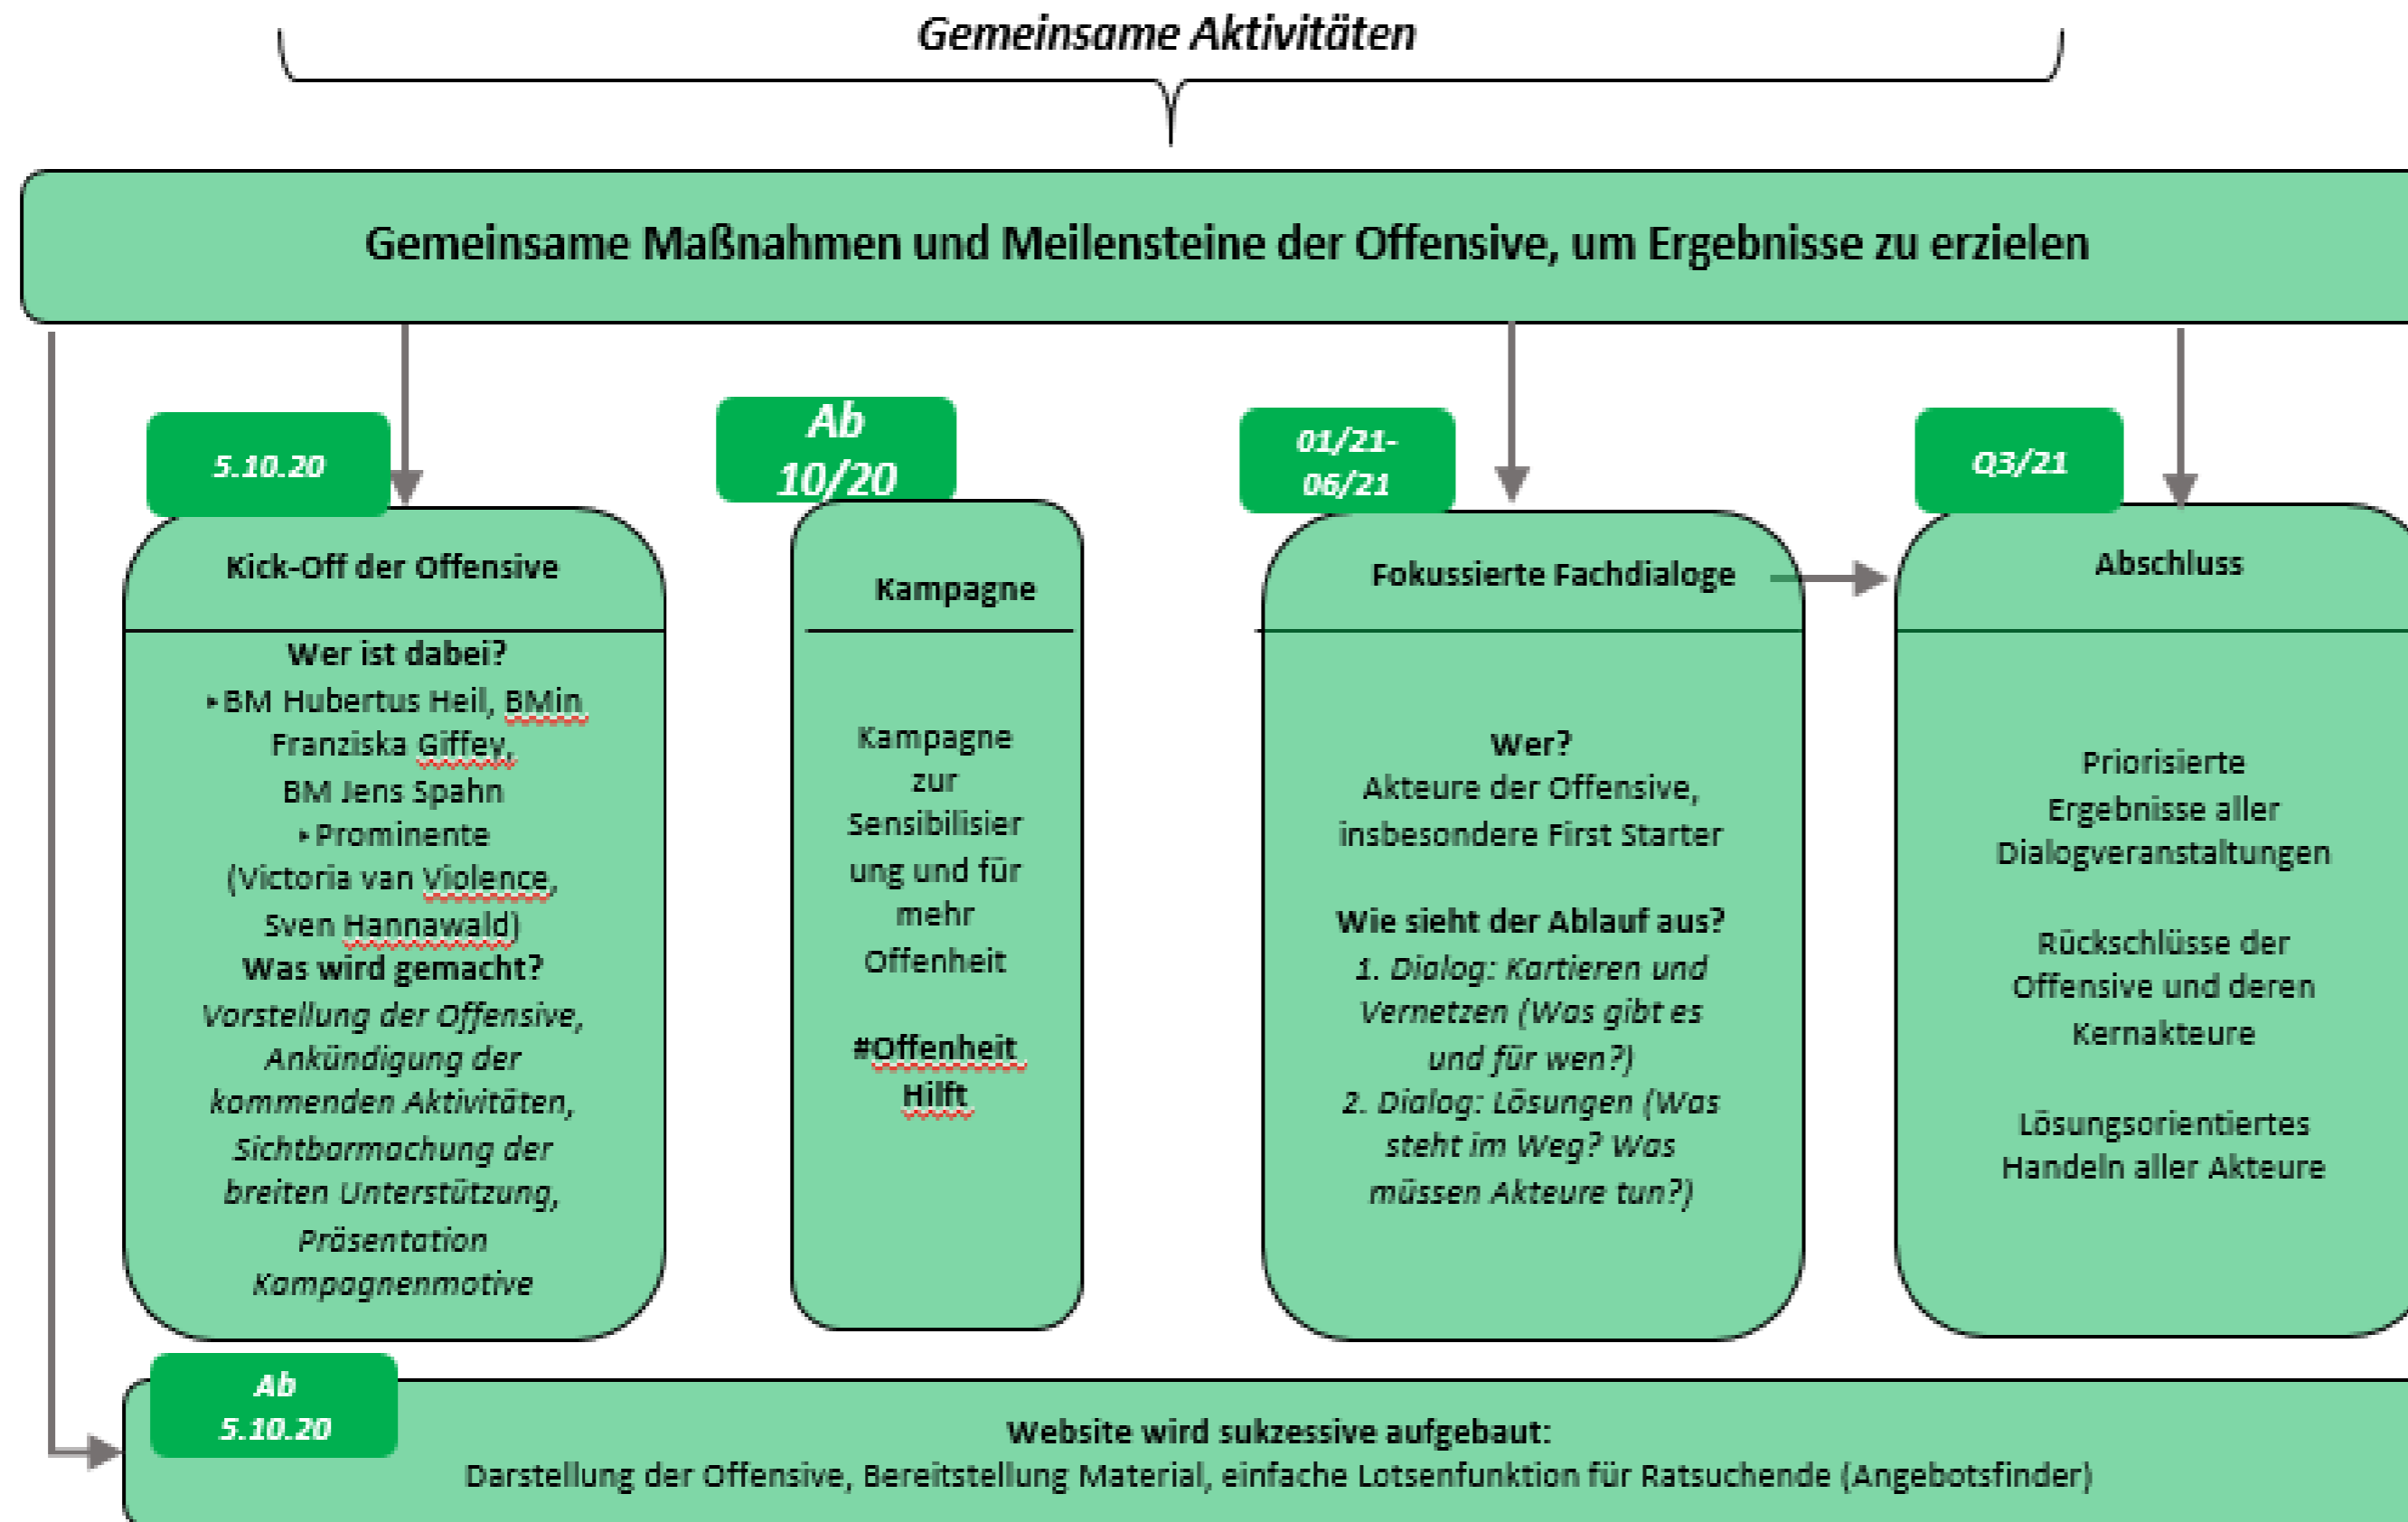 Gemeinsame Aktivitäten
Gemeinsame Maßnahmen und Meilensteine der Offensive, um Ergebnisse zu erzielen
5.10.20
Kick-Off der Offensive
Wer ist dabei?
▸BM Hubertus Heil, BMin
Franziska Giffey,
BM Jens Spahn
▸Prominente
(Victoria van Violence,
Sven Hannawald)
Was wird gemacht?
Vorstellung der Offensive,
Ankündigung der
kommenden Aktivitäten,
Sichtbarmachung der
breiten Unterstützung,
Präsentation
Kampagnenmotive
Ab
10/20
Kampagne
Kampagne
zur
Sensibilisier
ung und für
mehr
Offenheit
#Offenheit
Hilft
01/21-
06/21
Fokussierte Fachdialoge
Wer?
Akteure der Offensive,
insbesondere First Starter
Wie sieht der Ablauf aus?
1. Dialog: Kartieren und
Vernetzen (Was gibt es
und für wen?)
2. Dialog: Lösungen (Was
steht im Weg? Was
müssen Akteure tun?)
Q3/21
Abschluss
Priorisierte
Ergebnisse aller
Dialogveranstaltungen
Rückschlüsse der
Offensive und deren
Kernakteure
Lösungsorientiertes
Handeln aller Akteure
Ab
5.10.20
Website wird sukzessive aufgebaut:
Darstellung der Offensive, Bereitstellung Material, einfache Lotsenfunktion für Ratsuchende (Angebotsfinder)